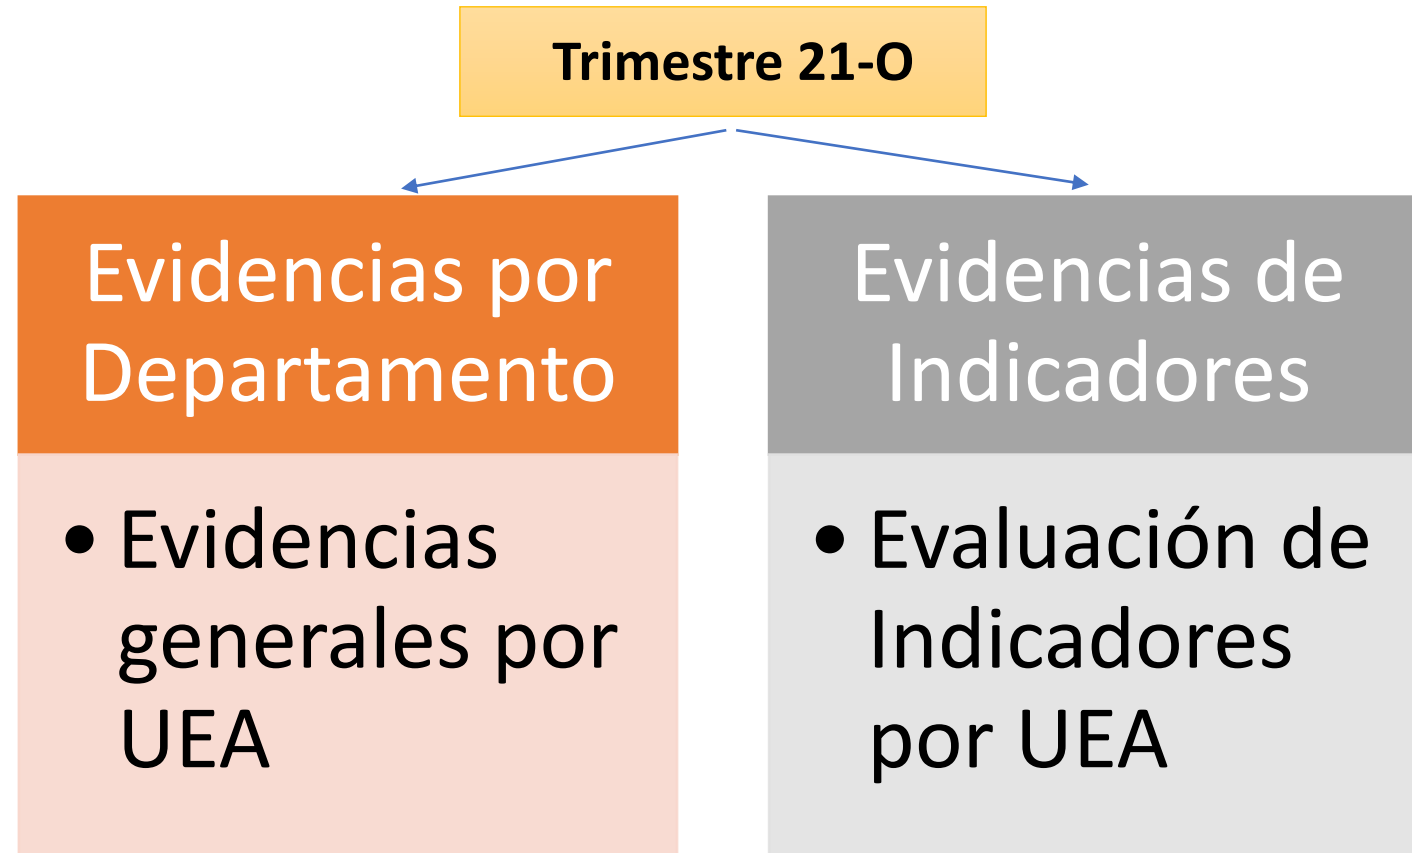 Trimestre 21-O
Evidencias por
Departamento
• Evidencias
generales por
UEA
Evidencias de
Indicadores
• Evaluación de
Indicadores
por UEA